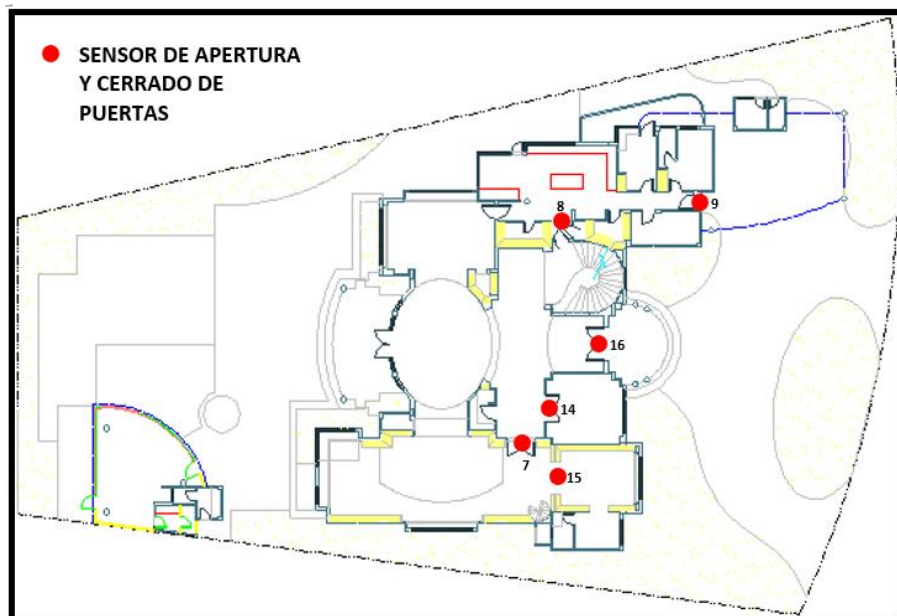 SENSOR DE APERTURA
Y CERRADO DE
PUERTAS
9
8
16
14
7
15